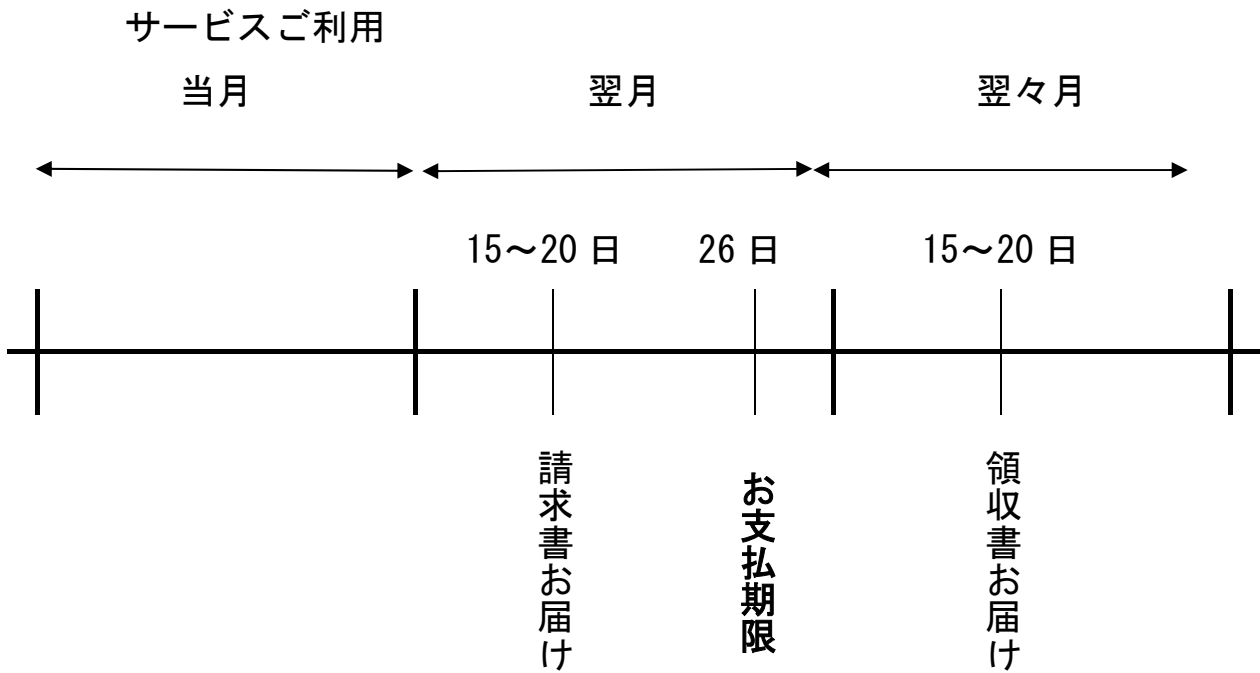 サービスご利用
当月
翌月
翌々月
15～20 日
26 日
15～20 日
請求書お届け
お支払期限
領収書お届け